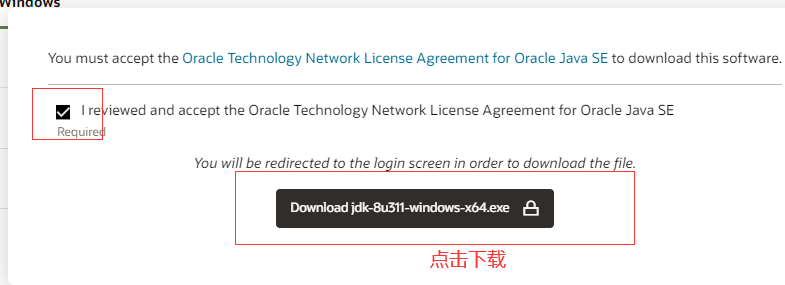 Windows
You must accept the Oracle Technology Network License Agreement for Oracle Java SE to download this software.
I reviewed and accept the Oracle Technology Network License Agreement for Oracle Java SE
Required
You will be redirected to the login screen in order to download the file.
Download jdk-8u311-windows-x64.exe
点击下载